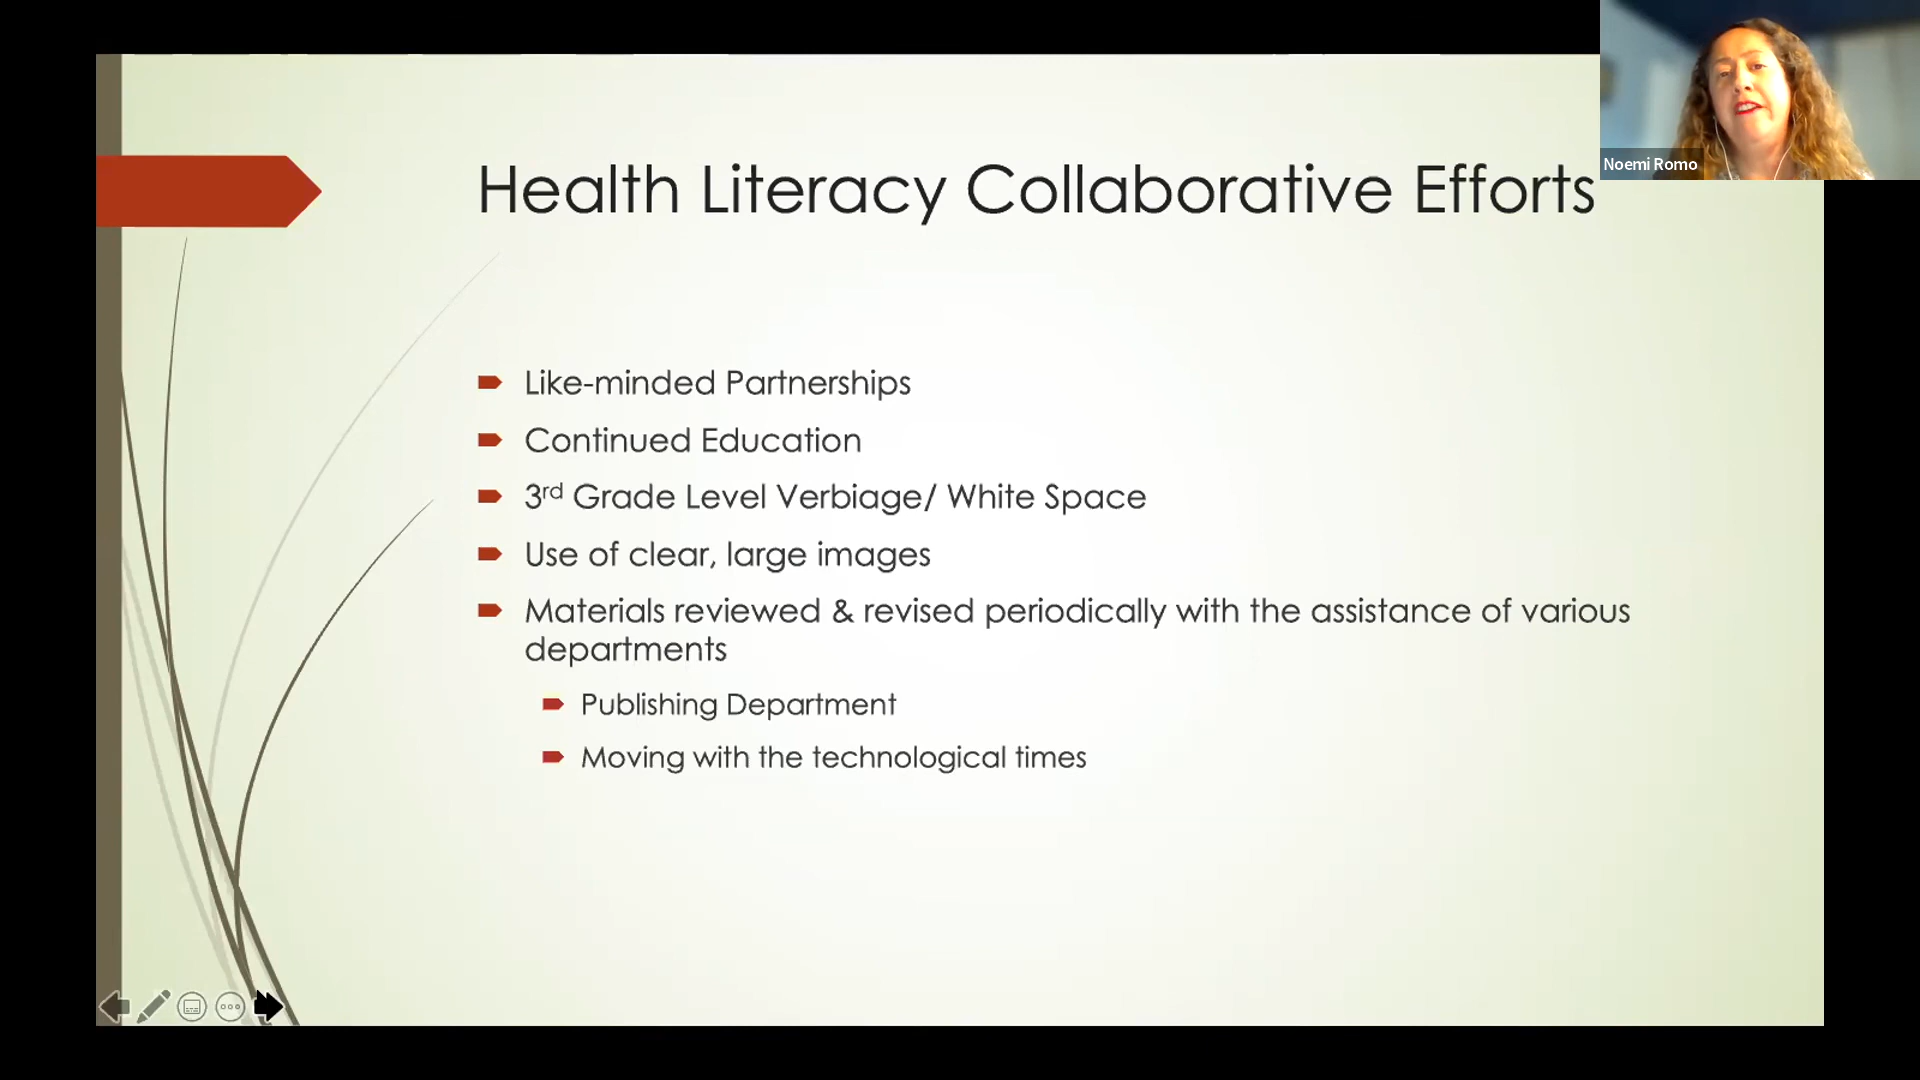 Noemi Romo
Health Literacy Collaborative Efforts
Like-minded Partnerships
Continued Education
3rd Grade Level Verbiage/ White Space
Use of clear, large images
Materials reviewed & revised periodically with the assistance of various
departments
Publishing Department
Moving with the technological times